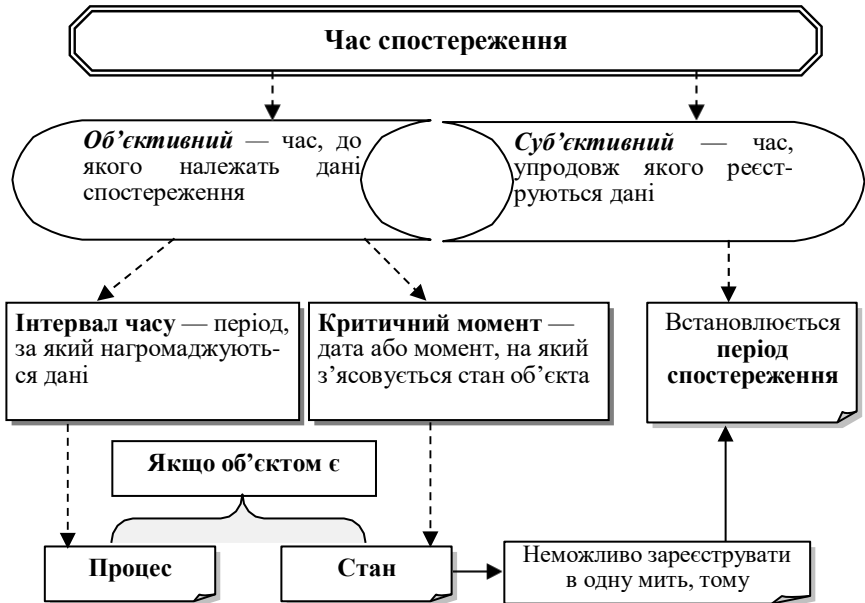 Час спостереження
Об’єктивний — час, до
якого належать дані
спостереження
Суб’єктивний — час,
упродовж якого реєст-
руються дані
Інтервал часу — період,
за який нагромаджують-
ся дані
Критичний момент —
дата або момент, на який
з’ясовується стан об’єкта
Встановлюється
період
спостереження
Якщо об’єктом є
Процес
Стан
Неможливо зареєструвати
в одну мить, тому